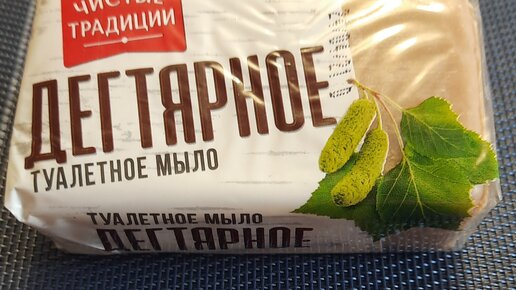 ЧИСТЫЕ
ТРАДИЦИИ
ДЕГТЯРНОЕ
ТУАЛЕТНОЕ МЫЛО
ТУАЛЕТНОЕ МЫЛО
ДЕГТЯРНОЕ